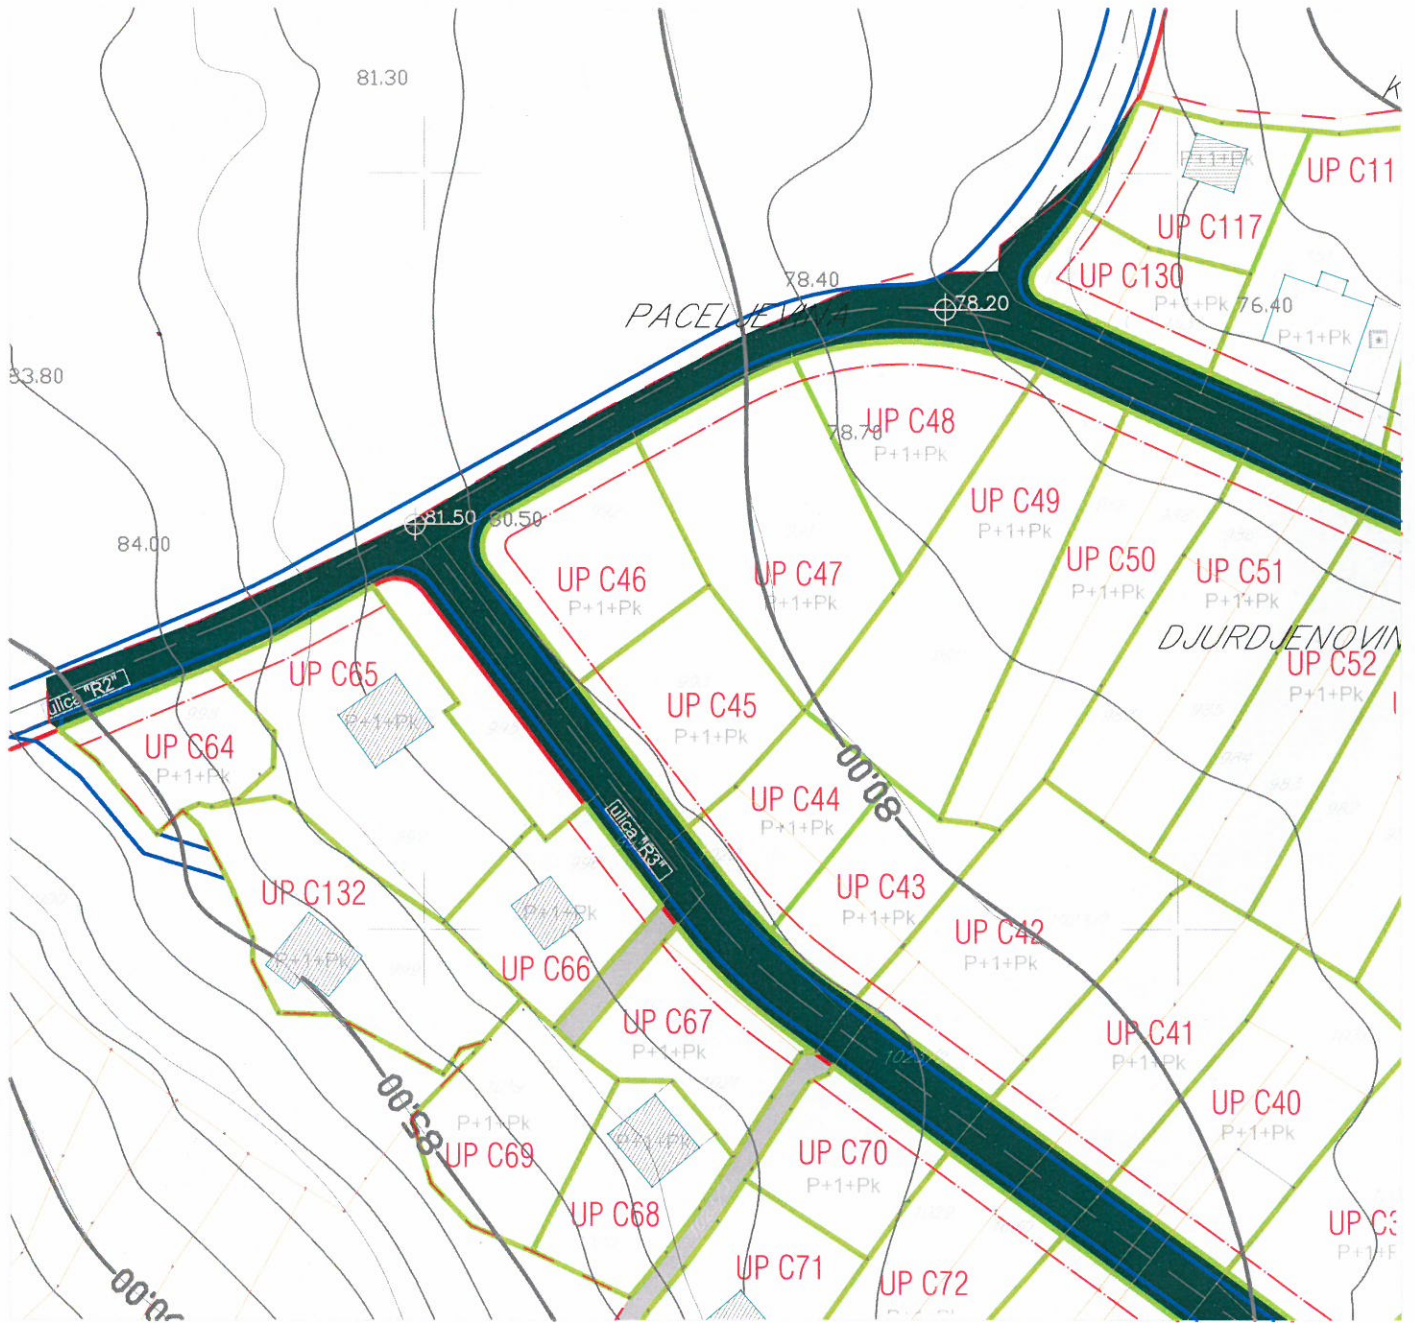 81.30
P+1+Pk
UP C11
UP C117
78.40
UP C130
78.20
P+1+Pk
76.40
PACELJEVINA
P+1+Pk
83.80
UP C48
78.70
P+1+Pk
UP C49
P+1+Pk
81.50
80.50
84.00
UP C46
P+1+Pk
UP C47
P+1+Pk
UP C50
P+1+Pk
UP C51
P+1+Pk
DJURDJENOVIN
UP C52
P+1+Pk
UP C65
P+1+Pk
ulica "R2"
UP C64
P+1+Pk
UP C45
P+1+Pk
80.00
UP C44
P+1+Pk
ulica "R3"
UP C132
P+1+Pk
P+1+Pk
UP C66
UP C43
P+1+Pk
UP C42
P+1+Pk
UP C67
P+1+Pk
UP C41
P+1+Pk
85.00
P+1+Pk
UP C69
P+1+Pk
UP C68
UP C40
P+1+Pk
UP C70
P+1+Pk
UP C71
UP C72
UP C3
P+1+P